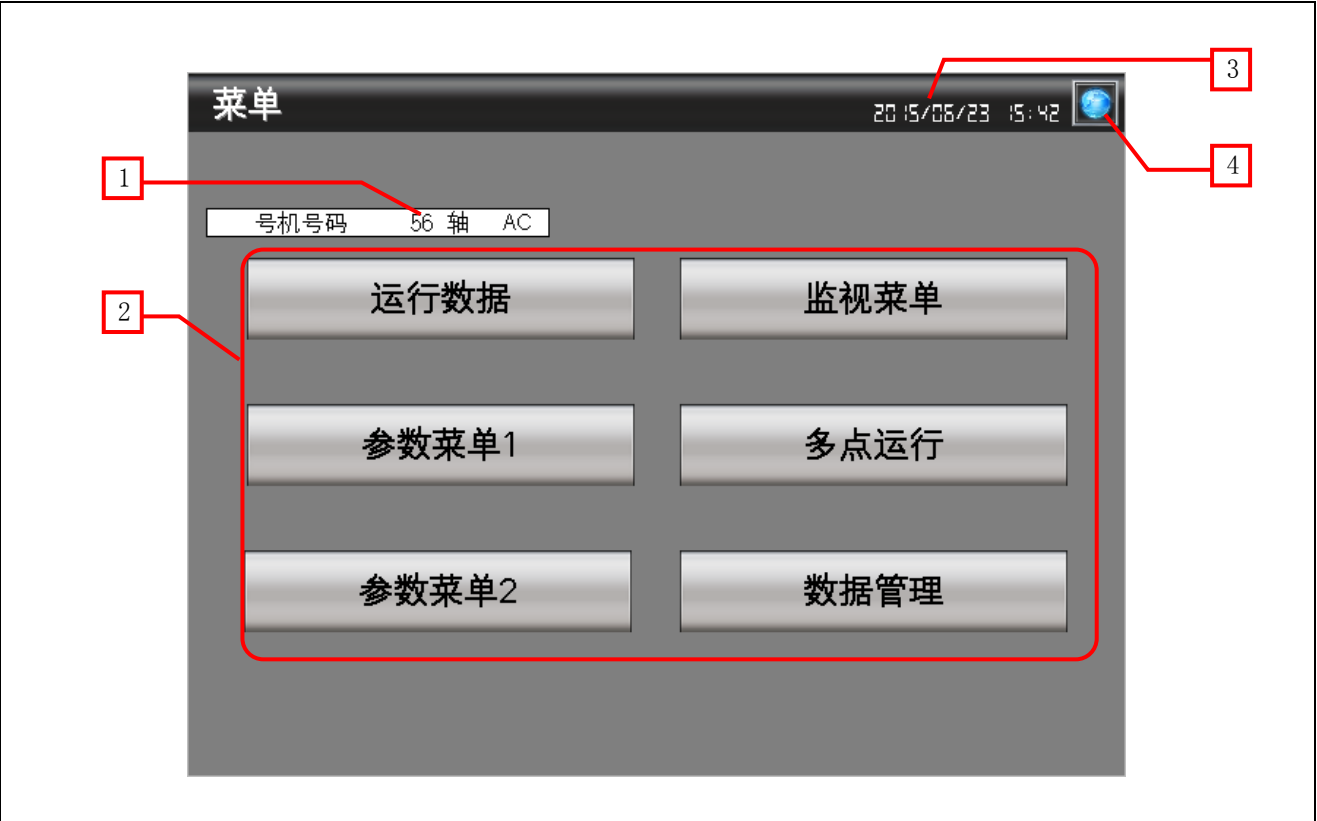 3
菜单
2015/06/23 15:42
4
1
号机号码 56 轴 AC
2
运行数据 监视菜单
参数菜单1 多点运行
参数菜单2 数据管理